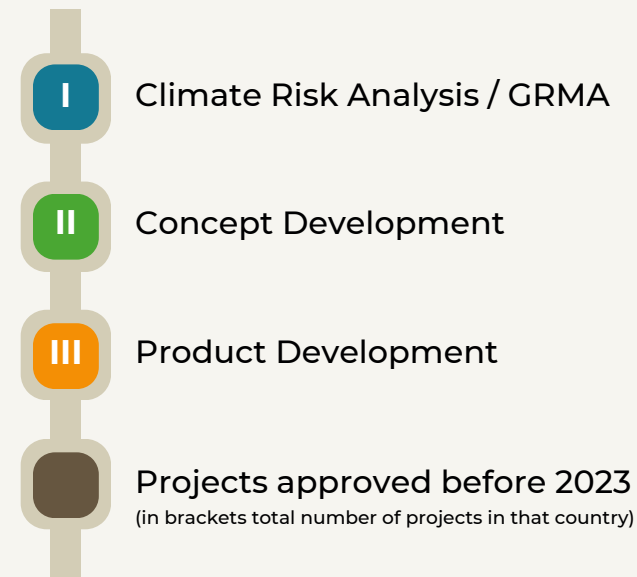 I Climate Risk Analysis / GRMA
II Concept Development
III Product Development
Projects approved before 2023
(in brackets total number of projects in that country)